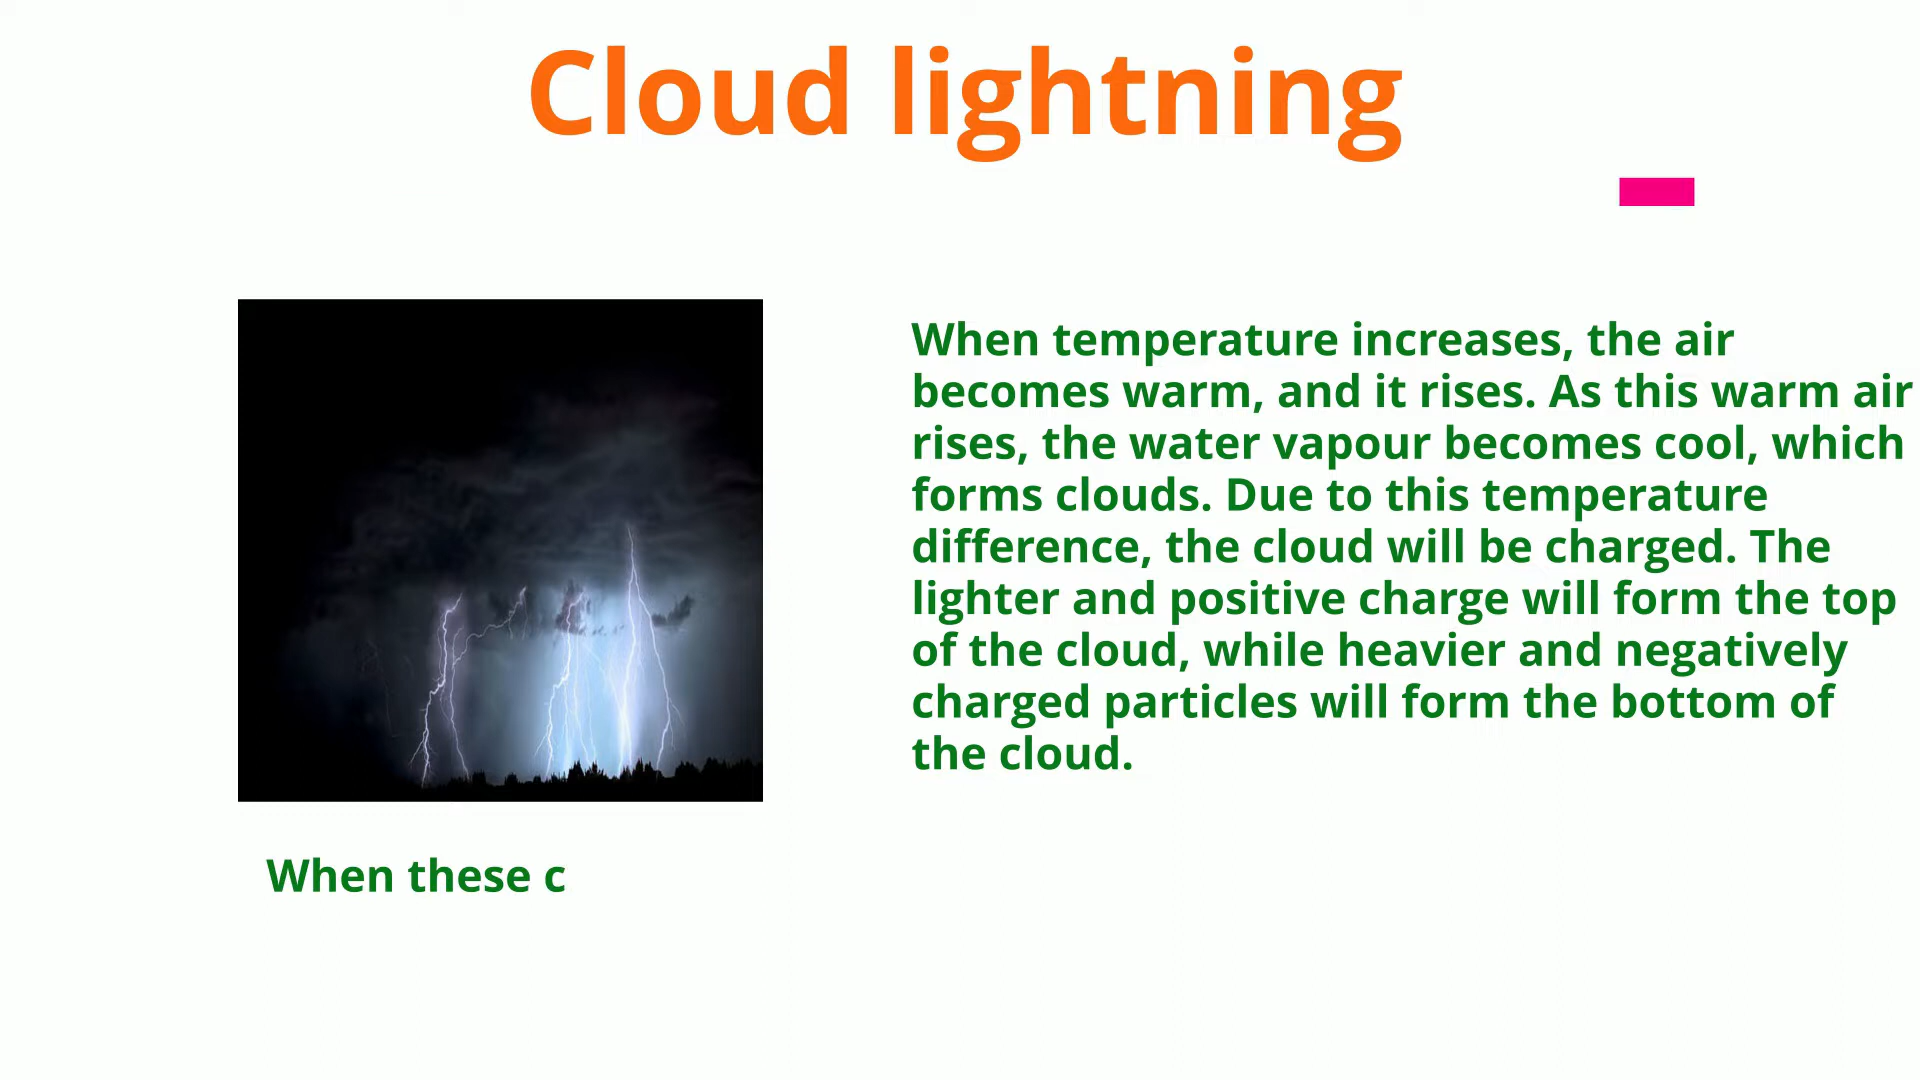 Cloud lightning
When temperature increases, the air
becomes warm, and it rises. As this warm air
rises, the water vapour becomes cool, which
forms clouds. Due to this temperature
difference, the cloud will be charged. The
lighter and positive charge will form the top
of the cloud, while heavier and negatively
charged particles will form the bottom of
the cloud.
When these c